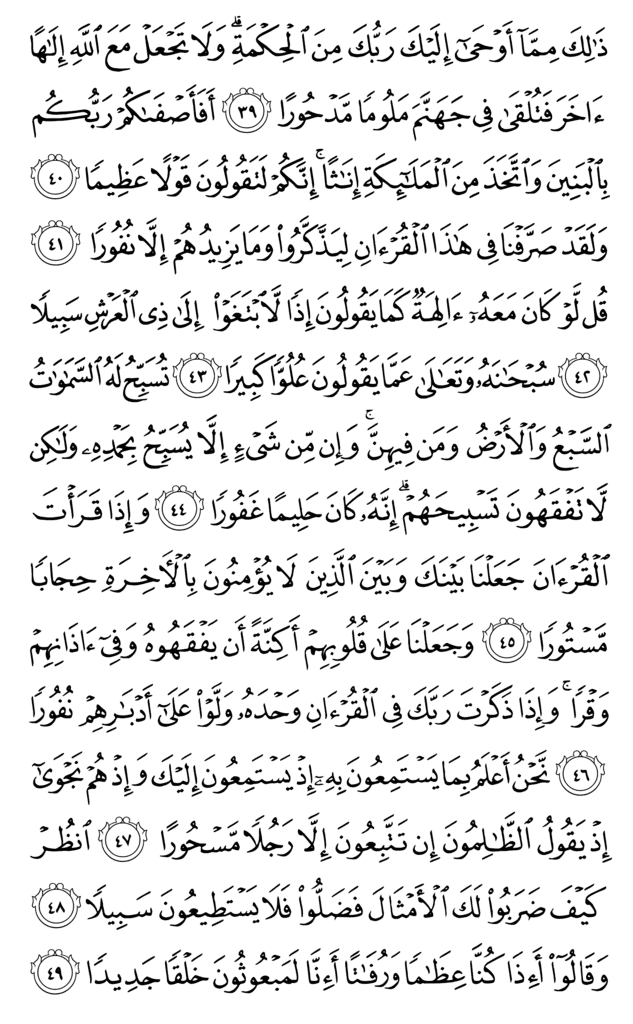 ذَٰلِكَ مِمَّآ أَوۡحَىٰٓ إِلَيۡكَ رَبُّكَ مِنَ ٱلۡحِكۡمَةِۗ وَلَا تَجۡعَلۡ مَعَ ٱللَّهِ إِلَٰهًا
ءَاخَرَ فَتُلۡقَىٰ فِي جَهَنَّمَ مَلُومٗا مَّدۡحُورًا ٣٩ أَفَأَصۡفَىٰكُمۡ رَبُّكُم
بِٱلۡبَنِينَ وَٱتَّخَذَ مِنَ ٱلۡمَلَٰٓئِكَةِ إِنَٰثًاۚ إِنَّكُمۡ لَتَقُولُونَ قَوۡلًا عَظِيمٗا ٤٠
وَلَقَدۡ صَرَّفۡنَا فِي هَٰذَا ٱلۡقُرۡءَانِ لِيَذَّكَّرُواْ وَمَا يَزِيدُهُمۡ إِلَّا نُفُورٗا ٤١
قُل لَّوۡ كَانَ مَعَهُۥٓ ءَالِهَةٞ كَمَا يَقُولُونَ إِذٗا لَّٱبۡتَغَوۡاْ إِلَىٰ ذِي ٱلۡعَرۡشِ سَبِيلٗا
٤٢ سُبۡحَٰنَهُۥ وَتَعَٰلَىٰ عَمَّا يَقُولُونَ عُلُوّٗا كَبِيرٗا ٤٣ تُسَبِّحُ لَهُ ٱلسَّمَٰوَٰتُ
ٱلسَّبۡعُ وَٱلۡأَرۡضُ وَمَن فِيهِنَّۚ وَإِن مِّن شَيۡءٍ إِلَّا يُسَبِّحُ بِحَمۡدِهِۦ وَلَٰكِن
لَّا تَفۡقَهُونَ تَسۡبِيحَهُمۡۗ إِنَّهُۥ كَانَ حَلِيمًا غَفُورٗا ٤٤ وَإِذَا قَرَأۡتَ
ٱلۡقُرۡءَانَ جَعَلۡنَا بَيۡنَكَ وَبَيۡنَ ٱلَّذِينَ لَا يُؤۡمِنُونَ بِٱلۡأٓخِرَةِ حِجَابٗا
مَّسۡتُورٗا ٤٥ وَجَعَلۡنَا عَلَىٰ قُلُوبِهِمۡ أَكِنَّةً أَن يَفۡقَهُوهُ وَفِيٓ ءَاذَانِهِمۡ
وَقۡرٗاۚ وَإِذَا ذَكَرۡتَ رَبَّكَ فِي ٱلۡقُرۡءَانِ وَحۡدَهُۥ وَلَّوۡاْ عَلَىٰٓ أَدۡبَٰرِهِمۡ نُفُورٗا
٤٦ نَّحۡنُ أَعۡلَمُ بِمَا يَسۡتَمِعُونَ بِهِۦٓ إِذۡ يَسۡتَمِعُونَ إِلَيۡكَ وَإِذۡ هُمۡ نَجۡوَىٰٓ
إِذۡ يَقُولُ ٱلظَّٰلِمُونَ إِن تَتَّبِعُونَ إِلَّا رَجُلٗا مَّسۡحُورًا ٤٧ ٱنظُرۡ
كَيۡفَ ضَرَبُواْ لَكَ ٱلۡأَمۡثَالَ فَضَلُّواْ فَلَا يَسۡتَطِيعُونَ سَبِيلٗا ٤٨
وَقَالُوٓاْ أَءِذَا كُنَّا عِظَٰمٗا وَرُفَٰتًا أَءِنَّا لَمَبۡعُوثُونَ خَلۡقٗا جَدِيدٗا ٤٩